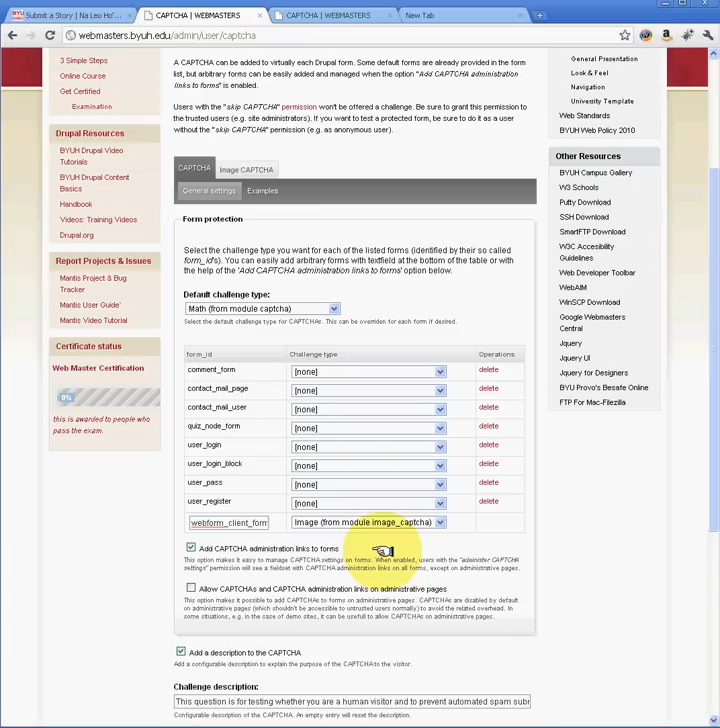 Submit a Story | Na Leo Ho'...
CAPTCHA | WEBMASTERS
CAPTCHA | WEBMASTERS
New Tab
webmasters.byuh.edu/admin/user/captcha
3 Simple Steps
Online Course
Get Certified
Examination
Drupal Resources
BYUH Drupal Video
Tutorials
BYUH Drupal Content
Basics
Handbook
Videos: Training Videos
Drupal.org
Report Projects & Issues
Mantis Project & Bug
Tracker
Mantis User Guide'
Mantis Video Tutorial
Certificate status
Web Master Certification
0%
this is awarded to people who
pass the exam.
A CAPTCHA can be added to virtually each Drupal form. Some default forms are already provided in the form
list, but arbitrary forms can be easily added and managed when the option "Add CAPTCHA administration
links to forms" is enabled.
Users with the "skip CAPTCHA" permission won't be offered a challenge. Be sure to grant this permission to
the trusted users (e.g. site administrators). If you want to test a protected form, be sure to do it as a user
without the "skip CAPTCHA" permission (e.g. as anonymous user).
CAPTCHA
Image CAPTCHA
General settings
Examples
Form protection
Select the challenge type you want for each of the listed forms (identified by their so called
form_id's). You can easily add arbitrary forms with textfield at the bottom of the table or with
the help of the 'Add CAPTCHA administration links to forms' option below.
Default challenge type:
Math (from module captcha)
Select the default challenge type for CAPTCHAs. This can be overriden for each form if desired.
form_id Challenge type Operations
comment_form [none] delete
contact_mail_page [none] delete
contact_mail_user [none] delete
quiz_node_form [none] delete
user_login [none] delete
user_login_block [none] delete
user_pass [none] delete
user_register [none] delete
webform_client_form Image (from module image_captcha)
Add CAPTCHA administration links to forms
This option makes it easy to manage CAPTCHA settings on forms. When enabled, users with the "administer CAPTCHA
settings" permission will see a fieldset with CAPTCHA administration links on all forms, except on administrative pages.
Allow CAPTCHAs and CAPTCHA administration links on administrative pages
This option makes it possible to add CAPTCHAs to forms on administrative pages. CAPTCHAs are disabled by default
on administrative pages (which shouldn't be accessible to untrusted users normally) to avoid the related overhead. In
some situations, e.g. in the case of demo sites, it can be usefull to allow CAPTCHAs on administrative pages.
Add a description to the CAPTCHA
Add a configurable description to explain the purpose of the CAPTCHA to the visitor.
Challenge description:
This question is for testing whether you are a human visitor and to prevent automated spam subr
Configurable description of the CAPTCHA. An empty entry will reset the description.
General Presentation
Look & Feel
Navigation
University Template
Web Standards
BYUH Web Policy 2010
Other Resources
BYUH Campus Gallery
W3 Schools
Putty Download
SSH Download
SmartFTP Download
W3C Accesibility
Guidelines
Web Developer Toolbar
WebAIM
WinSCP Download
Google Webmasters
Central
Jquery
Jquery UI
Jquery for Designers
BYU Provo's Besafe Online
FTP For Mac-Filezilla